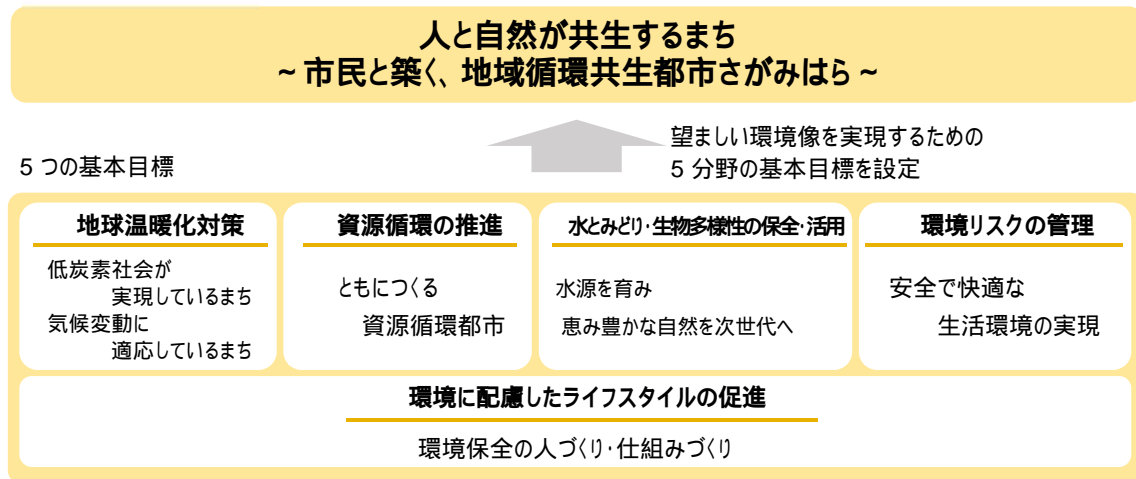 人と自然が共生するまち
～市民と築く、地域循環共生都市さがみはら～
望ましい環境像を実現するための
5 分野の基本目標を設定
5 つの基本目標
地球温暖化対策
低炭素社会が
実現しているまち
気候変動に
適応しているまち
資源循環の推進
ともにつくる
資源循環都市
水とみどり・生物多様性の保全・活用
水源を育み
恵み豊かな自然を次世代へ
環境リスクの管理
安全で快適な
生活環境の実現
環境に配慮したライフスタイルの促進
環境保全の人づくり・仕組みづくり